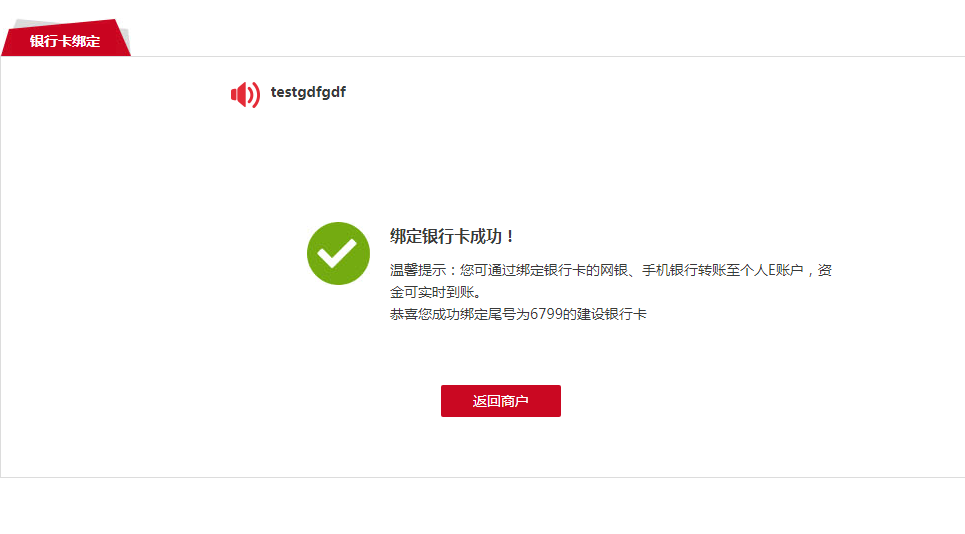 银行卡绑定
testgdfgdf
绑定银行卡成功！
温馨提示：您可通过绑定银行卡的网银、手机银行转账至个人E账户，资
金可实时到账。
恭喜您成功绑定尾号为6799的建设银行卡
返回商户